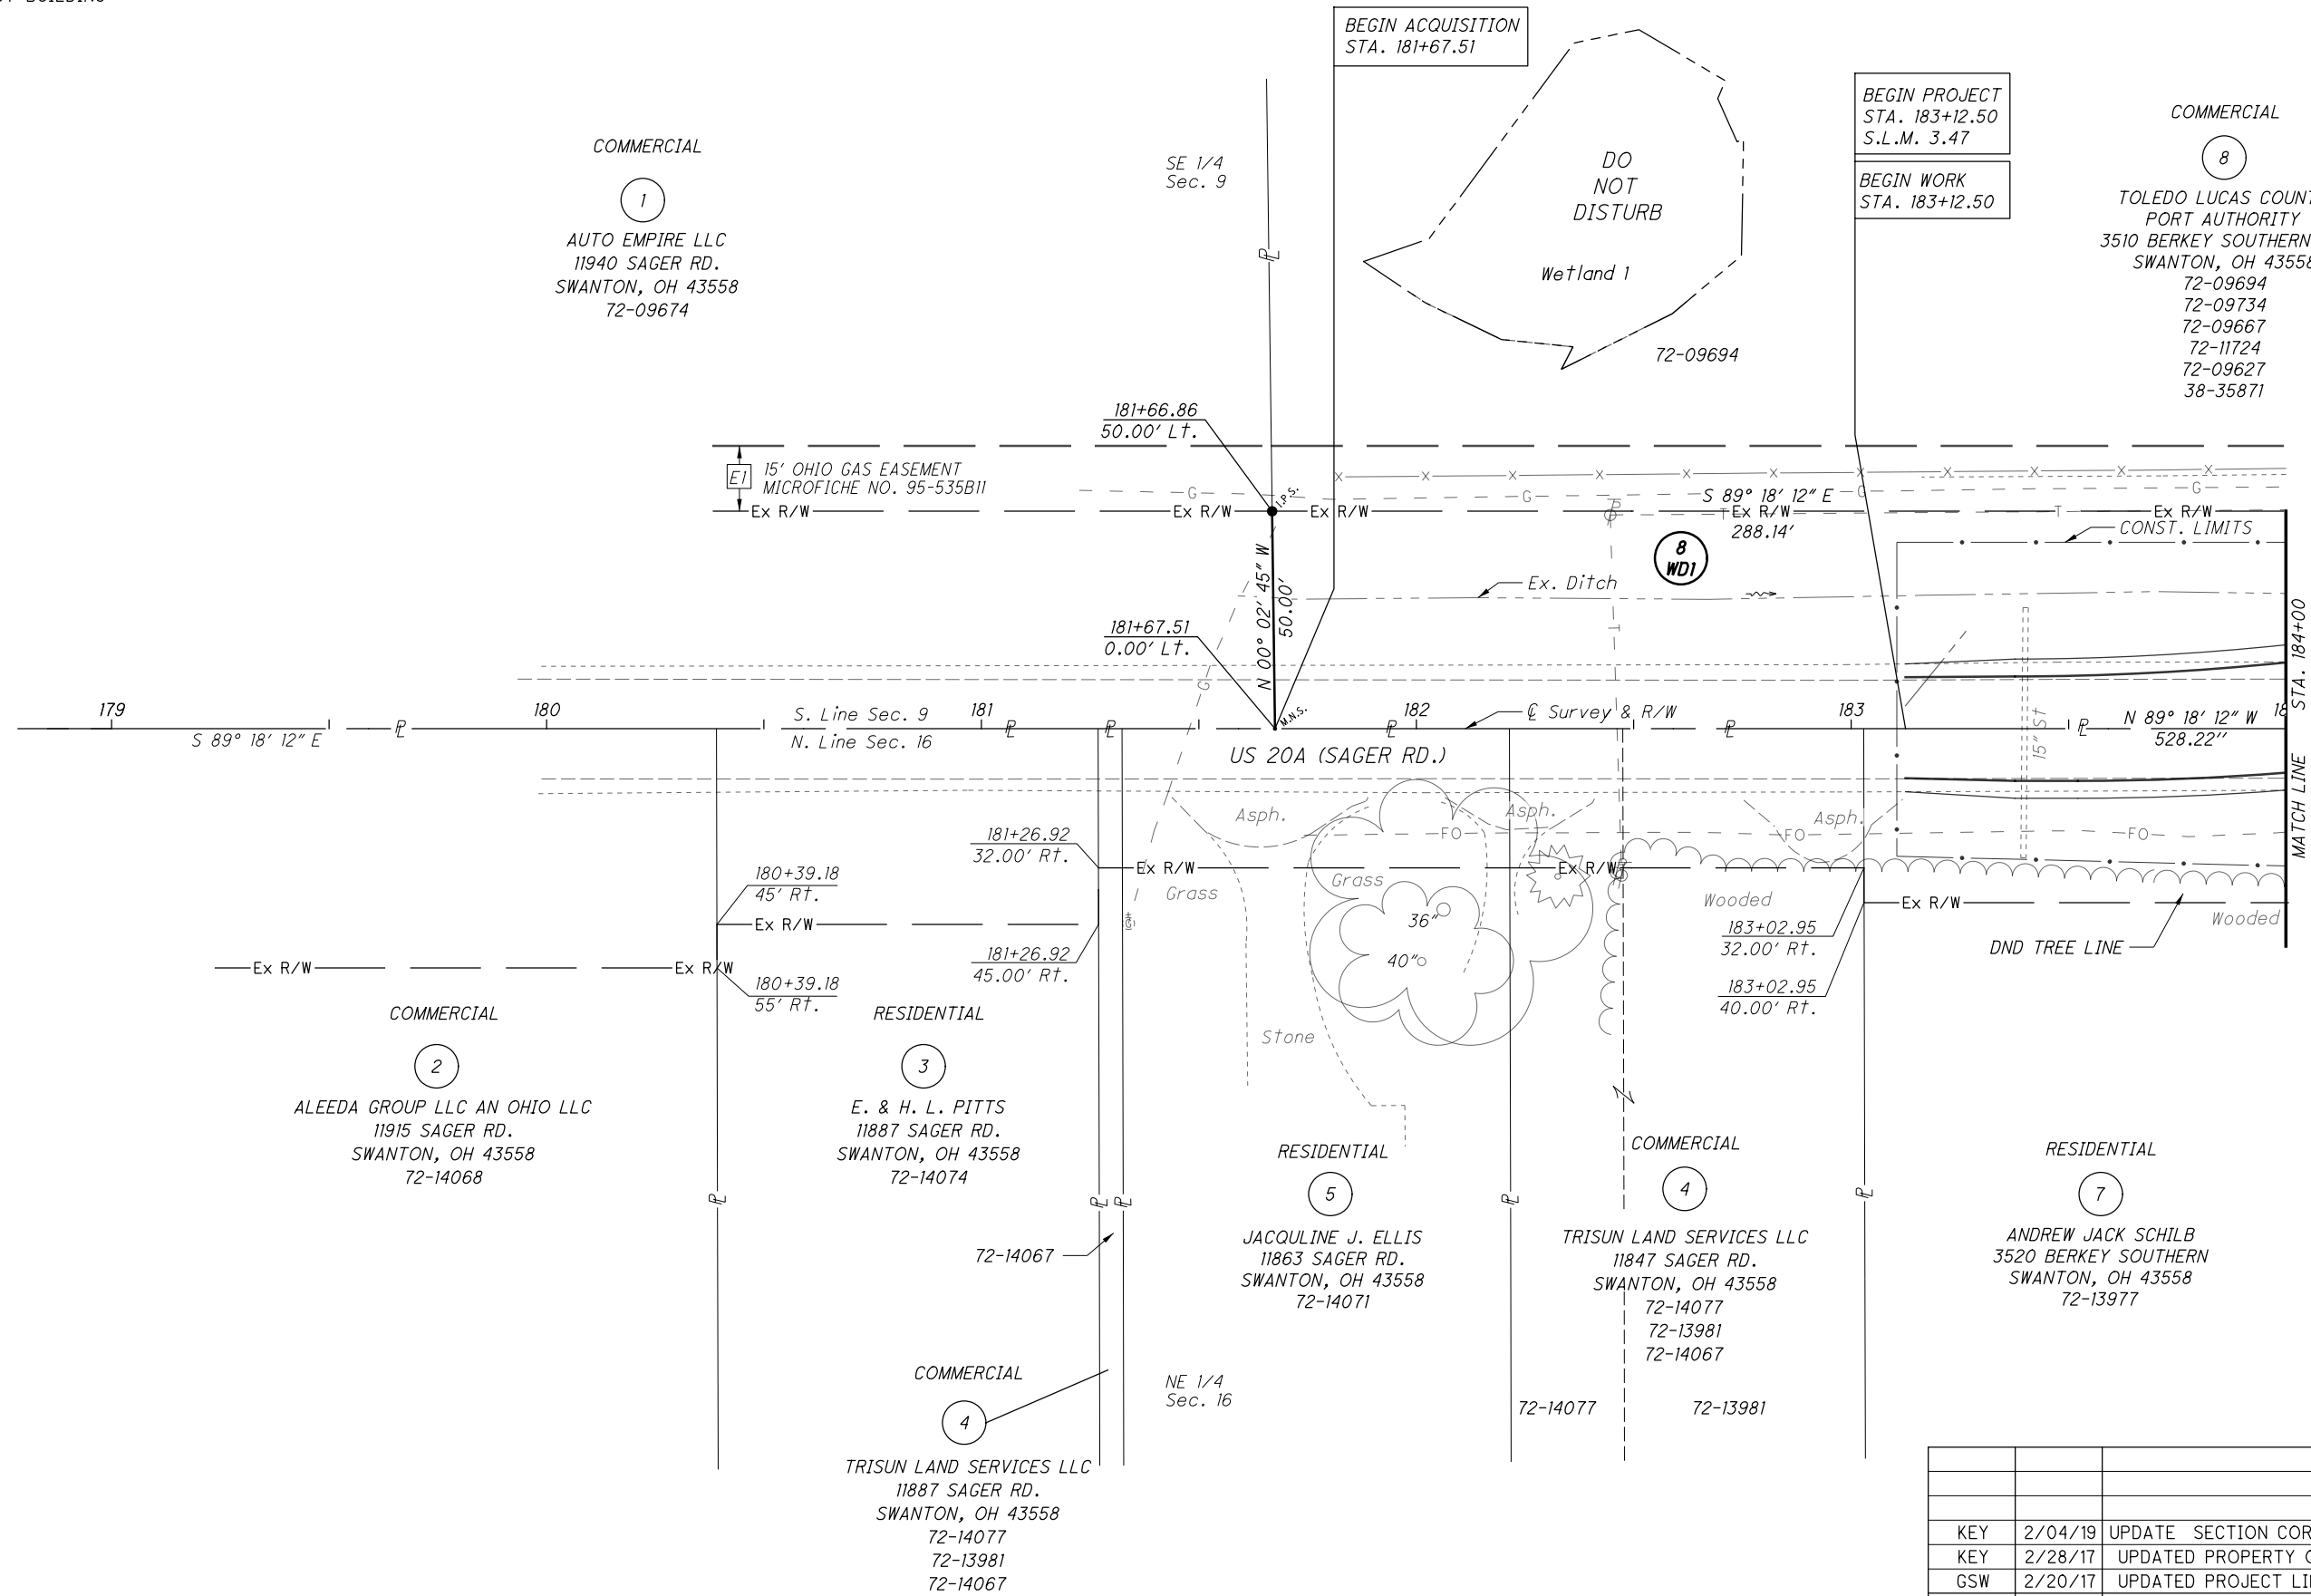 BEGIN ACQUISITION
STA. 181+67.51
BEGIN PROJECT
STA. 183+12.50
S.L.M. 3.47
BEGIN WORK
STA. 183+12.50
COMMERCIAL
1
AUTO EMPIRE LLC
11940 SAGER RD.
SWANTON, OH 43558
72-09674
SE 1/4
Sec. 9
DO
NOT
DISTURB
Wetland 1
72-09694
COMMERCIAL
8
TOLEDO LUCAS COUNT
PORT AUTHORITY
3510 BERKEY SOUTHERN
SWANTON, OH 43558
72-09694
72-09734
72-09667
72-11724
72-09627
38-35871
181+66.86
50.00' Lt.
E1
15' OHIO GAS EASEMENT
MICROFICHE NO. 95-535B11
I.P.S.
Ex R/W
Ex R/W
Ex R/W
S 89° 18' 12" E
Ex R/W
288.14'
Ex R/W
CONST. LIMITS
8
WD1
Ex. Ditch
N 00° 02' 45" W
50.00'
181+67.51
0.00' Lt.
M.N.S.
179
180
181
182
183
18
S 89° 18' 12" E
S. Line Sec. 9
N. Line Sec. 16
℄ Survey & R/W
US 20A (SAGER RD.)
15" St
N 89° 18' 12" W
528.22''
MATCH LINE STA. 184+00
Asph.
Asph.
Asph.
FO
FO
FO
181+26.92
32.00' Rt.
Ex R/W
Ex R/W
Grass
Grass
36"
40"
Stone
Wooded
Wooded
180+39.18
45' Rt.
Ex R/W
181+26.92
45.00' Rt.
Ex R/W
Ex R/W
180+39.18
55' Rt.
183+02.95
32.00' Rt.
183+02.95
40.00' Rt.
Ex R/W
DND TREE LINE
COMMERCIAL
2
ALEEDA GROUP LLC AN OHIO LLC
11915 SAGER RD.
SWANTON, OH 43558
72-14068
RESIDENTIAL
3
E. & H. L. PITTS
11887 SAGER RD.
SWANTON, OH 43558
72-14074
72-14067
RESIDENTIAL
5
JACQULINE J. ELLIS
11863 SAGER RD.
SWANTON, OH 43558
72-14071
COMMERCIAL
4
TRISUN LAND SERVICES LLC
11847 SAGER RD.
SWANTON, OH 43558
72-14077
72-13981
72-14067
RESIDENTIAL
7
ANDREW JACK SCHILB
3520 BERKEY SOUTHERN
SWANTON, OH 43558
72-13977
COMMERCIAL
4
TRISUN LAND SERVICES LLC
11887 SAGER RD.
SWANTON, OH 43558
72-14077
72-13981
72-14067
NE 1/4
Sec. 16
72-14077
72-13981
KEY 2/04/19 UPDATE SECTION COR
KEY 2/28/17 UPDATED PROPERTY
GSW 2/20/17 UPDATED PROJECT